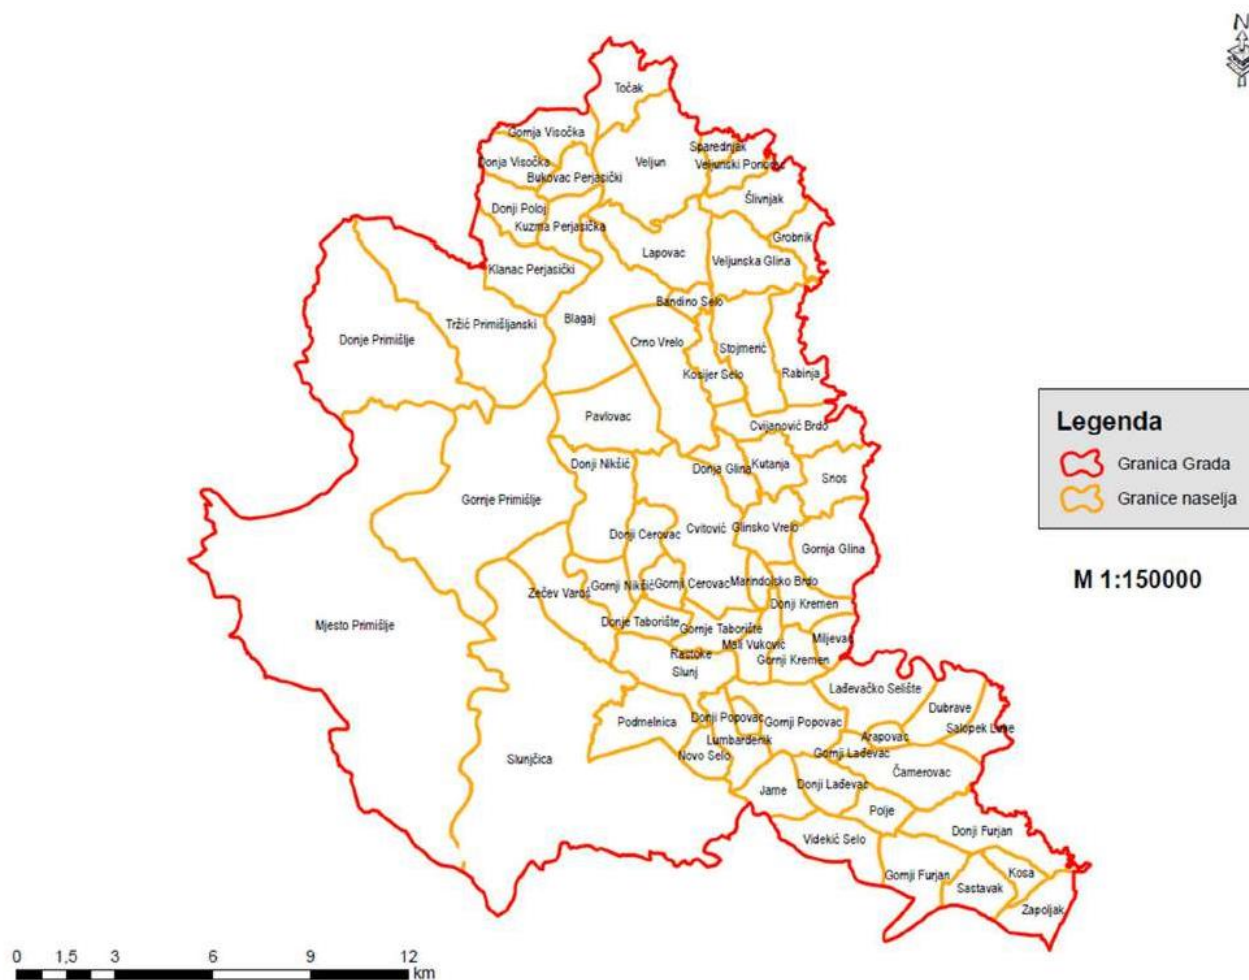 N
Točak
Gornja Visočka
Sparednjak
Donja Visočka
Veljun
Veljunski Ponorac
Bukovac Perjasički
Šlivnjak
Donji Poloj
Kuzma Perjasička
Grobnik
Lapovac
Veljunska Glina
Klanac Perjasički
Bandino Selo
Blagaj
Tržić Primišljanski
Donje Primišlje
Crno Vrelo
Stojmerić
Kosijer Selo
Rabinja
Pavlovac
Cvijanović Brdo
Legenda
Granica Grada
Granice naselja
Donji Nikšić
Donja Glina
Kutanja
Snos
Gornje Primišlje
Donji Cerovac
Cvitović
Glinsko Vrelo
Gornja Glina
M 1:150000
Zečev Varoš
Gornji Nikšić
Gornji Cerovac
Marindolsko Brdo
Donji Kremen
Mjesto Primišlje
Donje Taborište
Gornje Taborište
Mali Vuković
Miljevac
Rastoke
Gornji Kremen
Slunj
Lađevačko Selište
Dubrave
Podmelnica
Donji Popovac
Gornji Popovac
Salopek Luke
Arapovac
Lumbardenik
Gornji Lađevac
Novo Selo
Slunjčica
Čamerovac
Jame
Donji Lađevac
Polje
Videkić Selo
Donji Furjan
Gornji Furjan
Kosa
Sastavak
Zapoljak
0 1,5 3 6 9 12
km